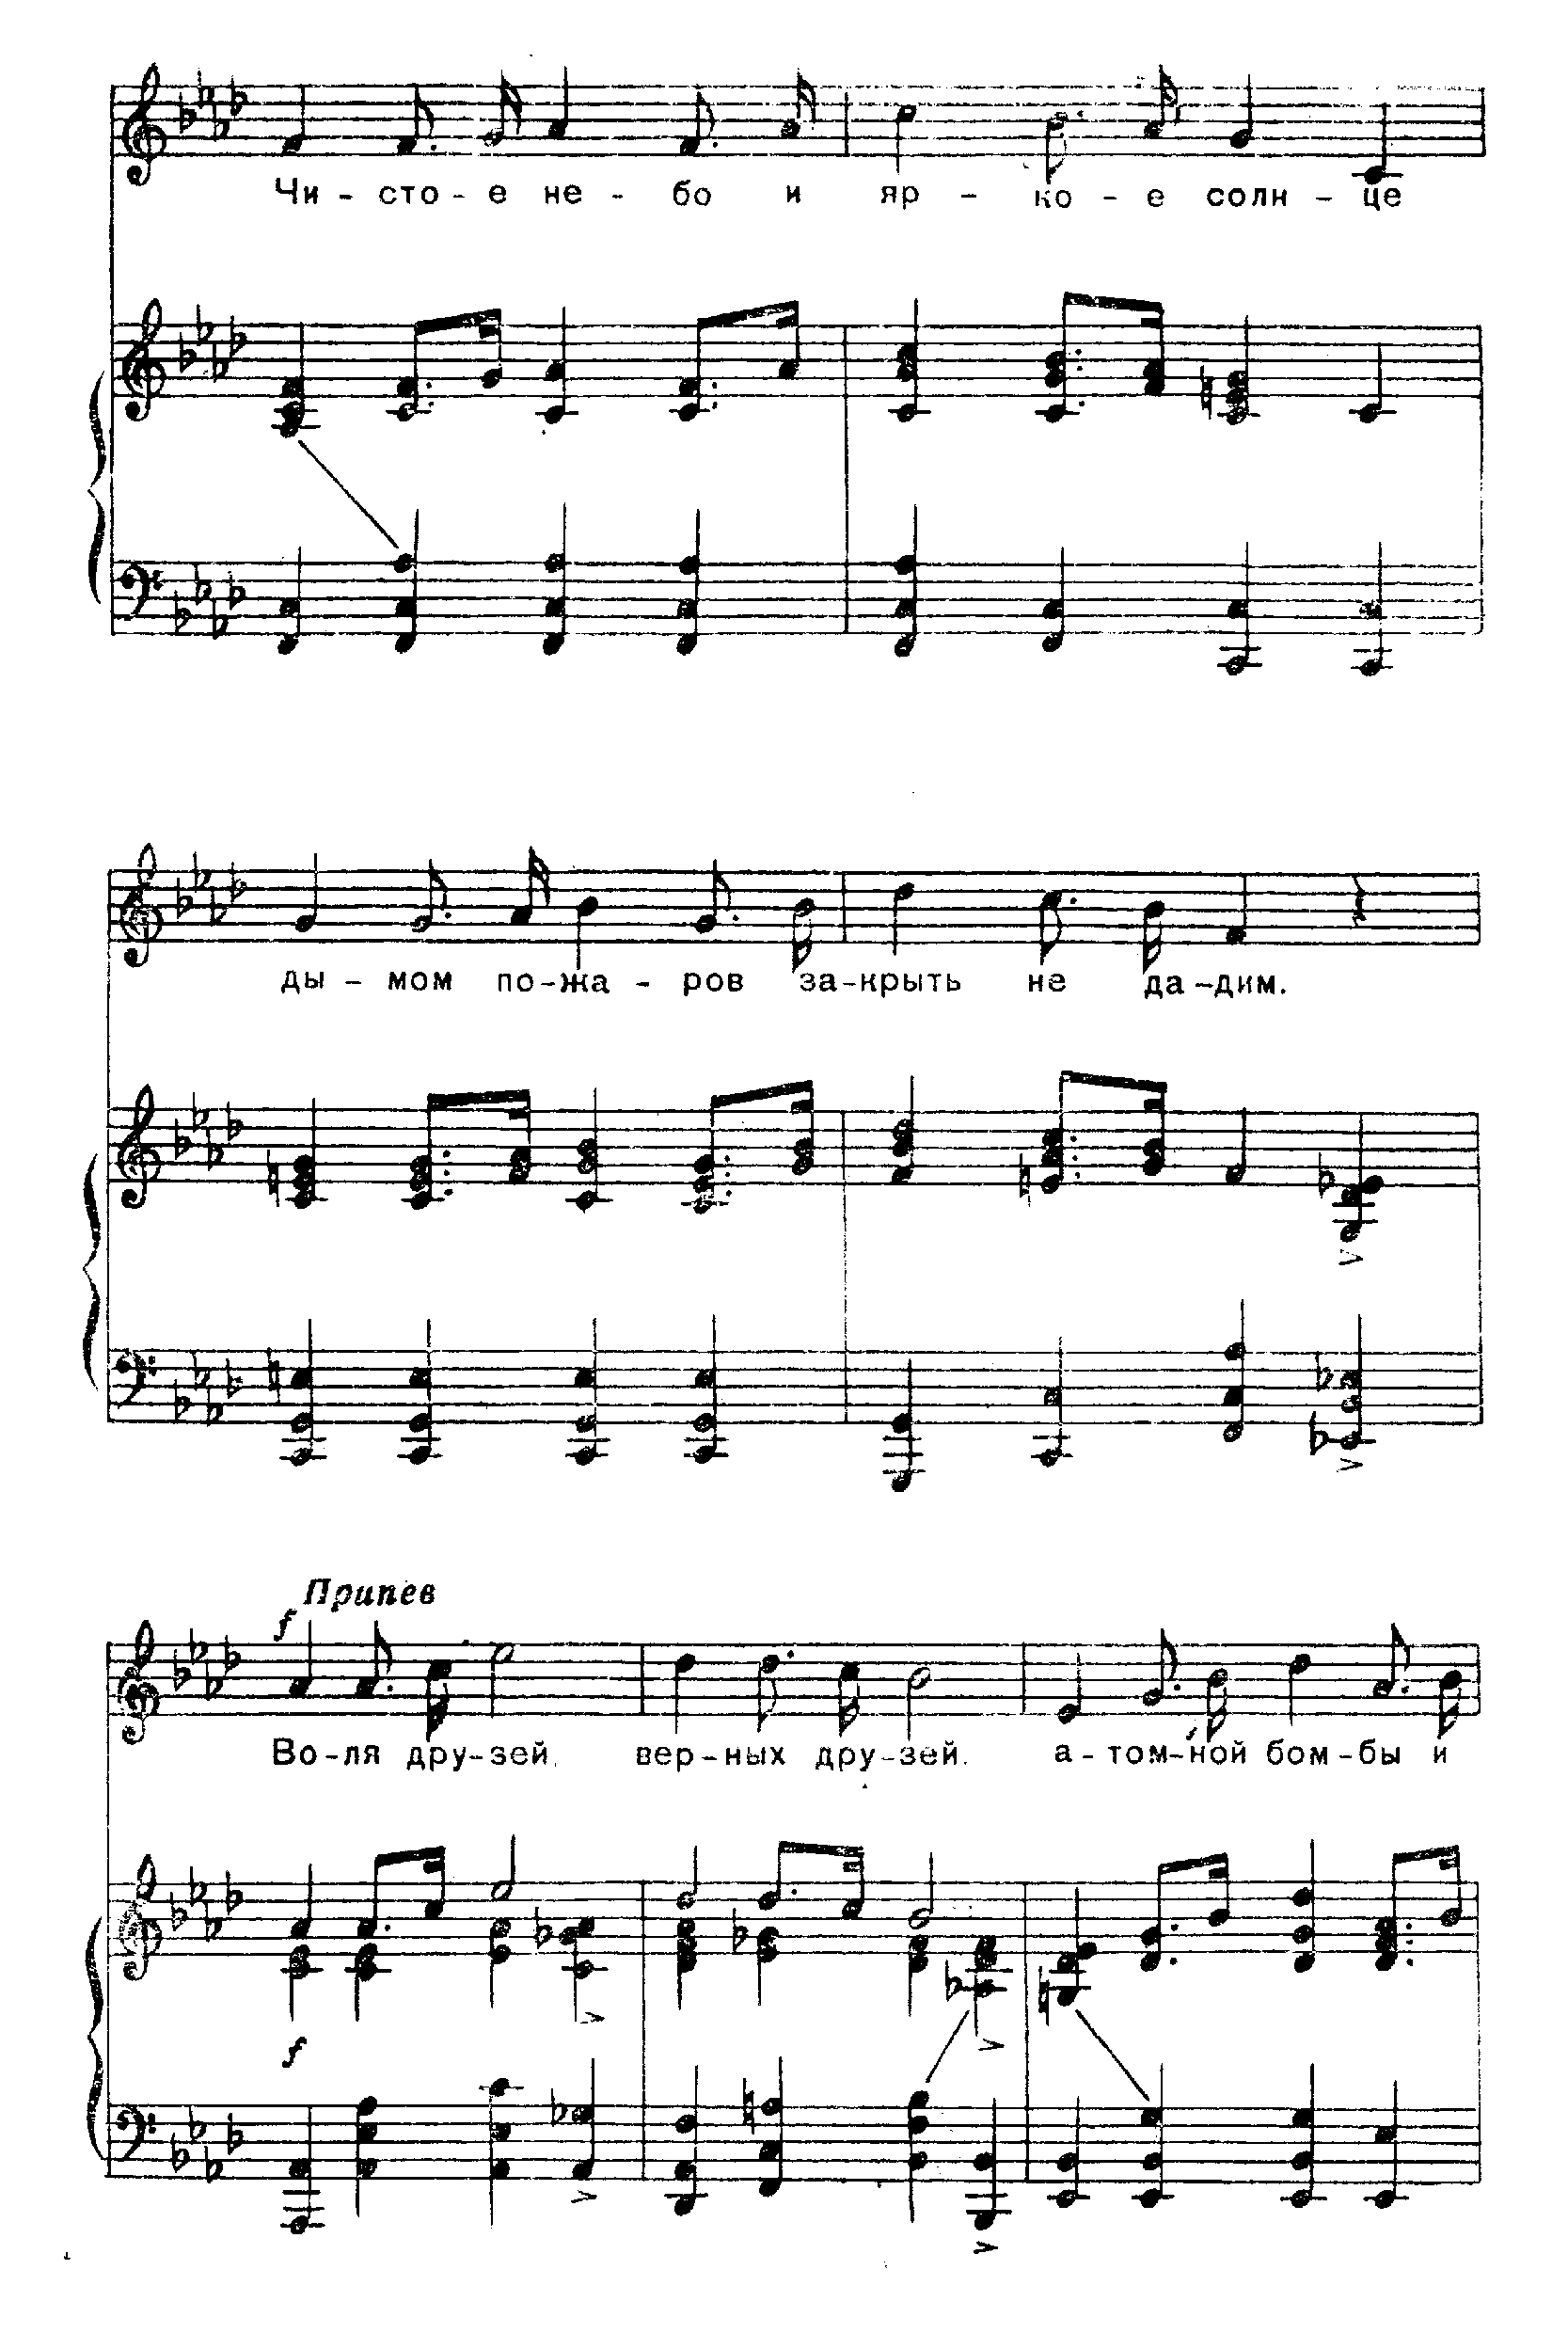 Чи - сто - е не - бо и яр - ко - е солн - це
ды - мом по-жа - ров за-крыть не да-дим.
Припев
f
Во-ля дру-зей, вер-ных дру-зей. а-том-ной бом-бы и
f